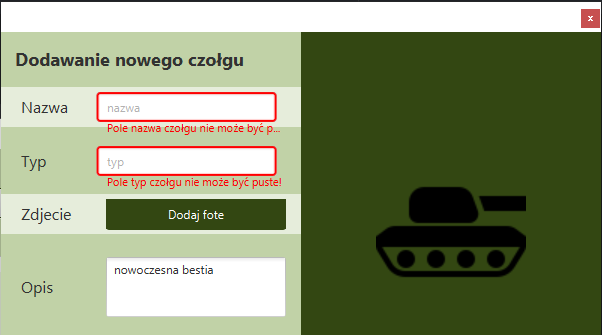 x
Dodawanie nowego czołgu
Nazwa
nazwa
Pole nazwa czołgu nie może być p...
Typ
typ
Pole typ czołgu nie może być puste!
Zdjecie
Dodaj fote
Opis
nowoczesna bestia